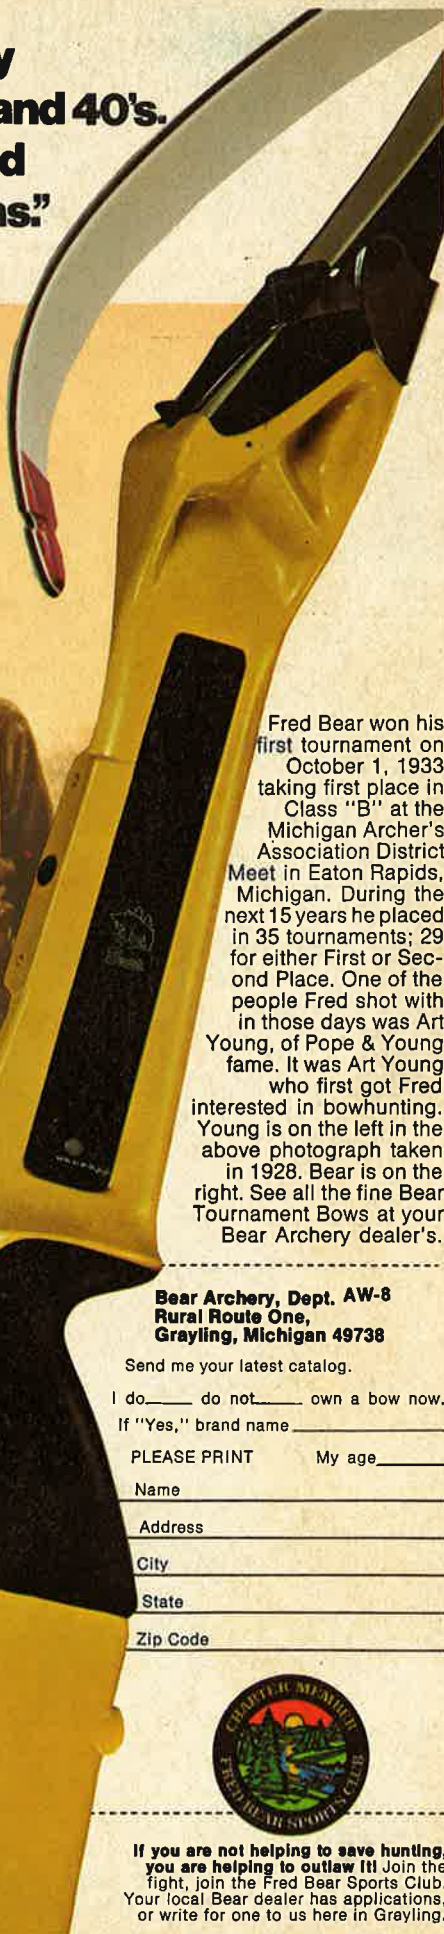 y
and 40's.
d
ns."
Fred Bear won his
first tournament on
October 1, 1933
taking first place in
Class "B" at the
Michigan Archer's
Association District
Meet in Eaton Rapids,
Michigan. During the
next 15 years he placed
in 35 tournaments; 29
for either First or Sec-
ond Place. One of the
people Fred shot with
in those days was Art
Young, of Pope & Young
fame. It was Art Young
who first got Fred
interested in bowhunting.
Young is on the left in the
above photograph taken
in 1928. Bear is on the
right. See all the fine Bear
Tournament Bows at your
Bear Archery dealer's.
Bear Archery, Dept. AW-8
Rural Route One,
Grayling, Michigan 49738
Send me your latest catalog.
I do____ do not____ own a bow now.
If "Yes," brand name____
PLEASE PRINT My age____
Name
Address
City
State
Zip Code
CHARTER MEMBER
FRED BEAR SPORTS CLUB
If you are not helping to save hunting,
you are helping to outlaw it! Join the
fight, join the Fred Bear Sports Club.
Your local Bear dealer has applications,
or write for one to us here in Grayling.